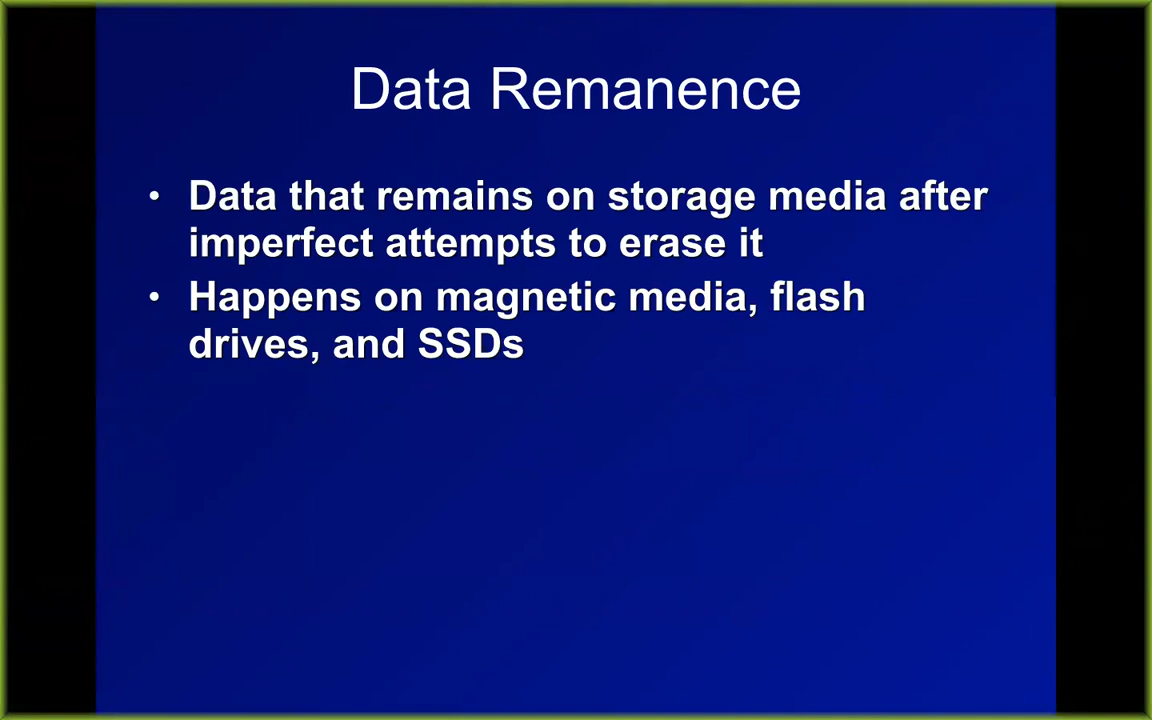 Data Remanence
• Data that remains on storage media after
imperfect attempts to erase it
• Happens on magnetic media, flash
drives, and SSDs